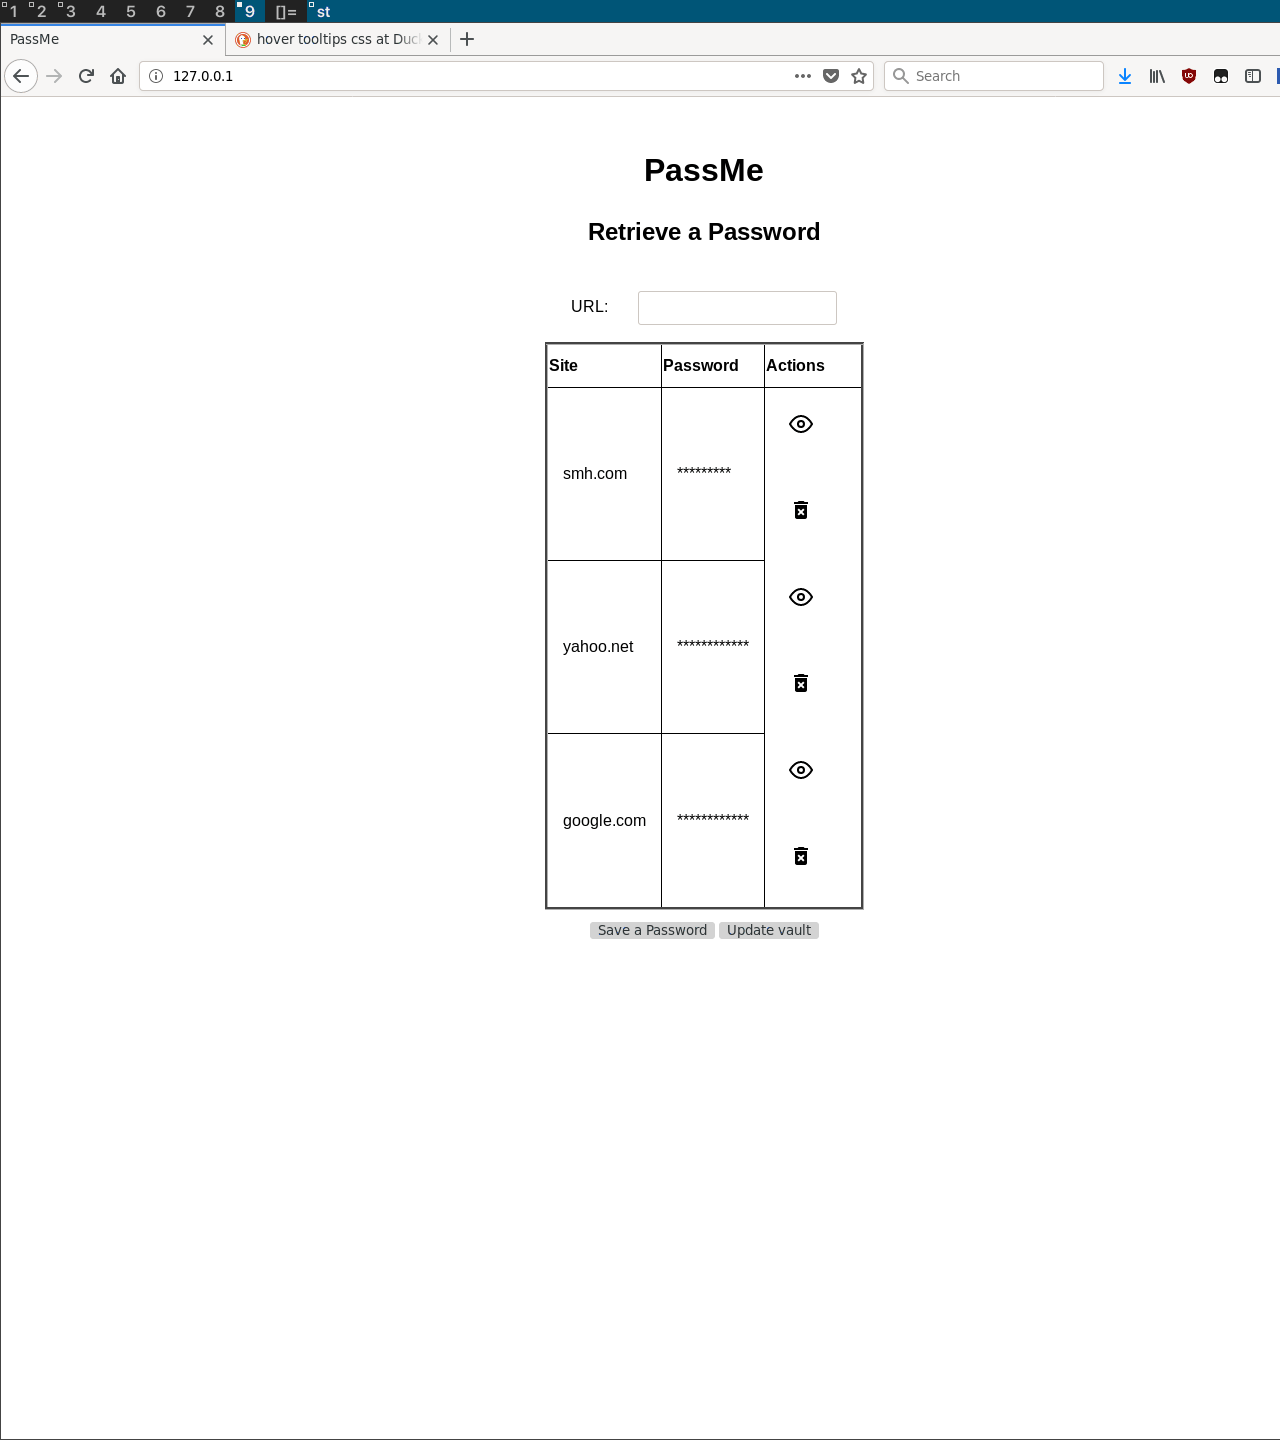 1 2 3 4 5 6 7 8 9 []= st
PassMe hover tooltips css at Duc
127.0.0.1 Search
PassMe
Retrieve a Password
URL:
Site Password Actions
smh.com *********
yahoo.net ************
google.com ************
Save a Password Update vault